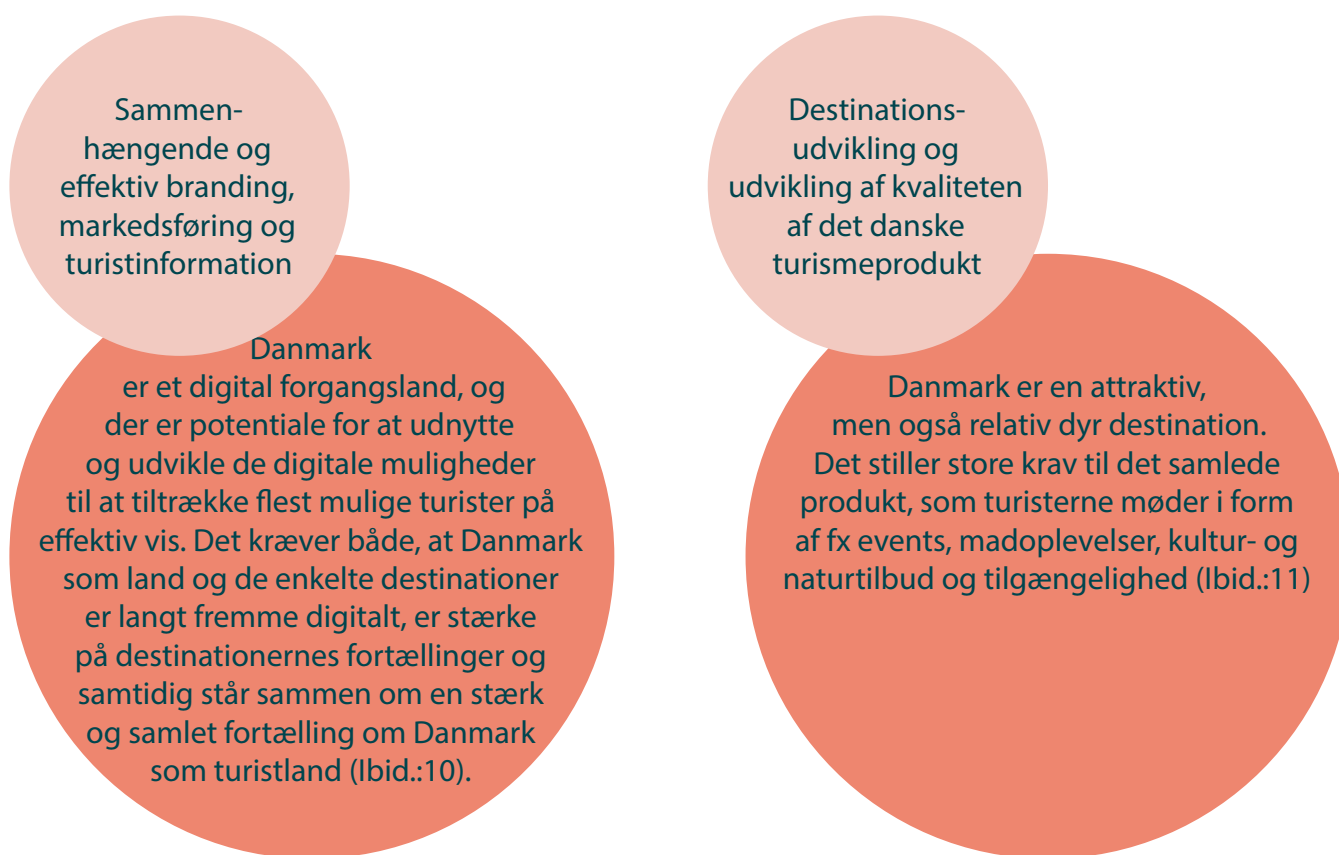 Sammen-
hængende og
effektiv branding,
markedsføring og
turistinformation
Danmark
er et digital forgangsland, og
der er potentiale for at udnytte
og udvikle de digitale muligheder
til at tiltrække flest mulige turister på
effektiv vis. Det kræver både, at Danmark
som land og de enkelte destinationer
er langt fremme digitalt, er stærke
på destinationernes fortællinger og
samtidig står sammen om en stærk
og samlet fortælling om Danmark
som turistland (Ibid.:10).
Destinations-
udvikling og
udvikling af kvaliteten
af det danske
turismeprodukt
Danmark er en attraktiv,
men også relativ dyr destination.
Det stiller store krav til det samlede
produkt, som turisterne møder i form
af fx events, madoplevelser, kultur- og
naturtilbud og tilgængelighed (Ibid.:11)